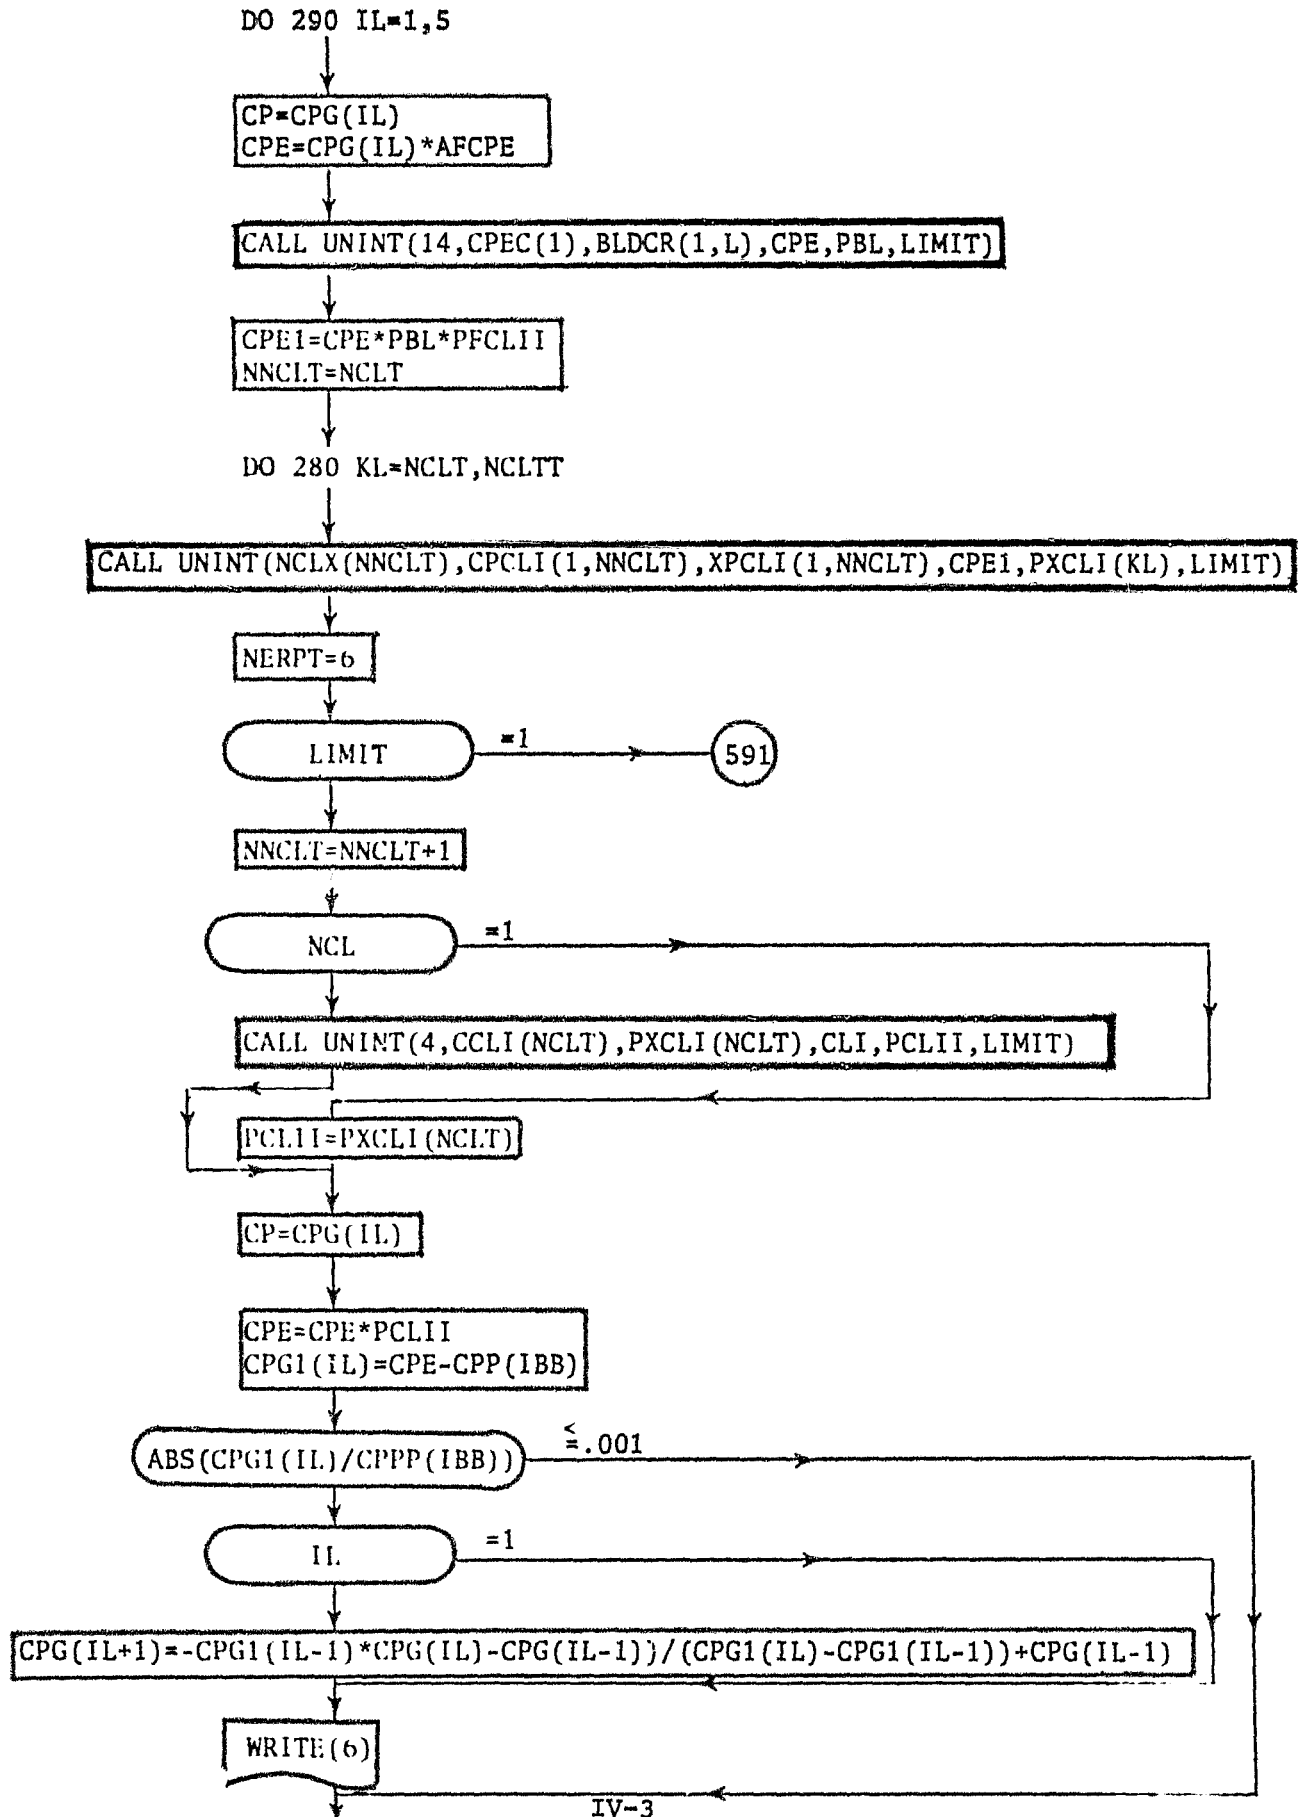 DO 290 IL=1,5
CP=CPG(IL)
CPE=CPG(IL)*AFCPE
CALL UNINT(14,CPEC(1),BLDCR(1,L),CPE,PBL,LIMIT)
CPE1=CPE*PBL*PFCLII
NNCLT=NCLT
DO 280 KL=NCLT,NCLTT
CALL UNINT(NCLX(NNCLT),CPCLI(1,NNCLT),XPCLI(1,NNCLT),CPE1,PXCLI(KL),LIMIT)
NERPT=6
LIMIT
=1
591
NNCLT=NNCLT+1
NCL
=1
CALL UNINT(4,CCLI(NCLT),PXCLI(NCLT),CLI,PCLII,LIMIT)
PCLII=PXCLI(NCLT)
CP=CPG(IL)
CPE=CPE*PCLII
CPG1(IL)=CPE-CPP(IBB)
ABS(CPG1(IL)/CPPP(IBB))
≤.001
IL
=1
CPG(IL+1)=-CPG1(IL-1)*CPG(IL)-CPG(IL-1))/(CPG1(IL)-CPG1(IL-1))+CPG(IL-1)
WRITE(6)
IV-3